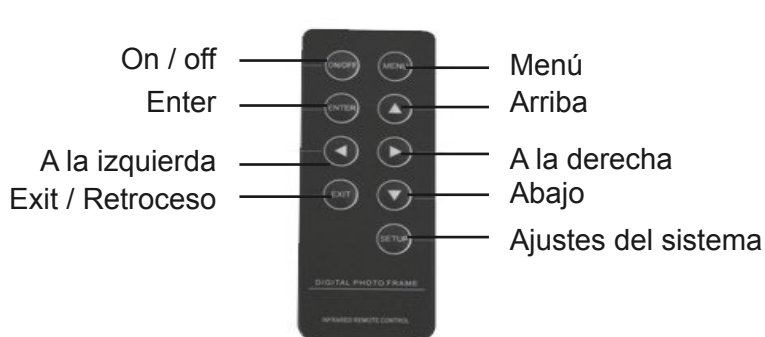 On / off
Enter
A la izquierda
Exit / Retroceso
ON/OFF
MENU
ENTER
EXIT
SETUP
DIGITAL PHOTO FRAME
INFRARED REMOTE CONTROL
Menú
Arriba
A la derecha
Abajo
Ajustes del sistema